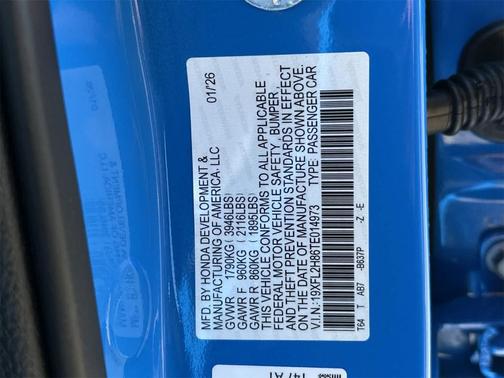 MFD. BY HONDA DEVELOPMENT &
MANUFACTURING OF AMERICA, LLC 01/26
GVWR 1790KG ( 3946LBS)
GAWR F 960KG ( 2116LBS)
GAWR R 860KG ( 1895LBS)
THIS VEHICLE CONFORMS TO ALL APPLICABLE
FEDERAL MOTOR VEHICLE SAFETY, BUMPER,
AND THEFT PREVENTION STANDARDS IN EFFECT
ON THE DATE OF MANUFACTURE SHOWN ABOVE.
V.I.N.: 19XFL2H86TE014973 TYPE: PASSENGER CAR
T64 T AB7 -B637P -Z -E